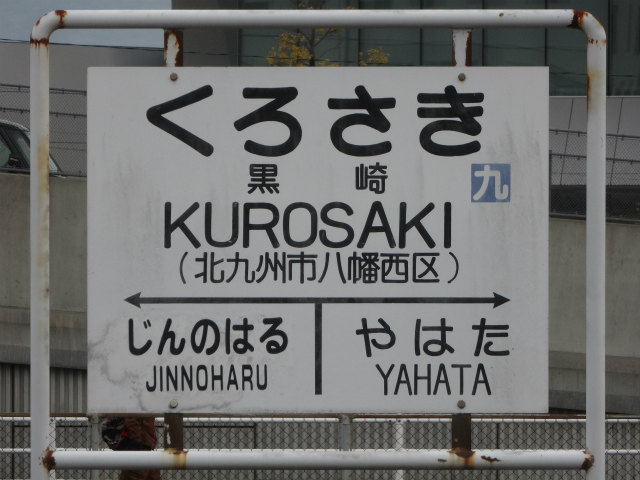 くろさき
黒崎 九
KUROSAKI
(北九州市八幡西区)
じんのはる やはた
JINNOHARU YAHATA